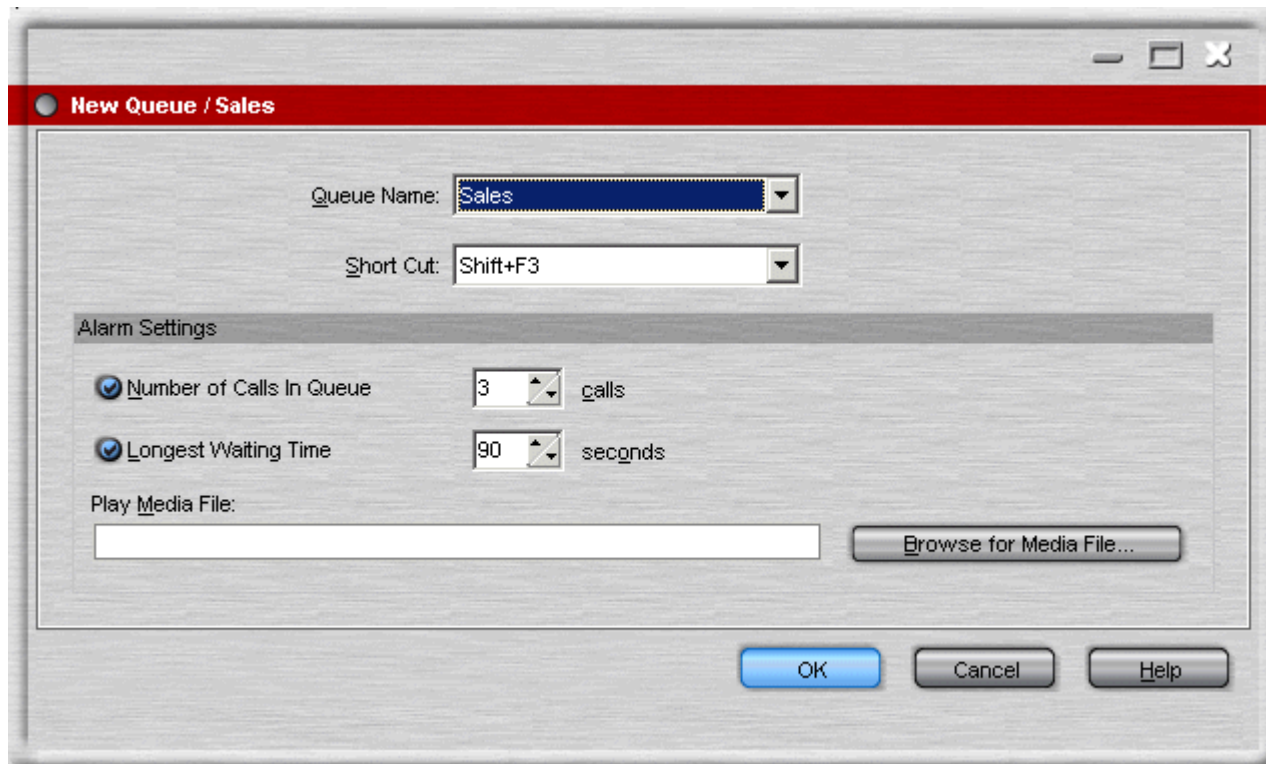 New Queue / Sales
Queue Name: Sales
Short Cut: Shift+F3
Alarm Settings
Number of Calls In Queue 3 calls
Longest Waiting Time 90 seconds
Play Media File:
Browse for Media File...
OK Cancel Help